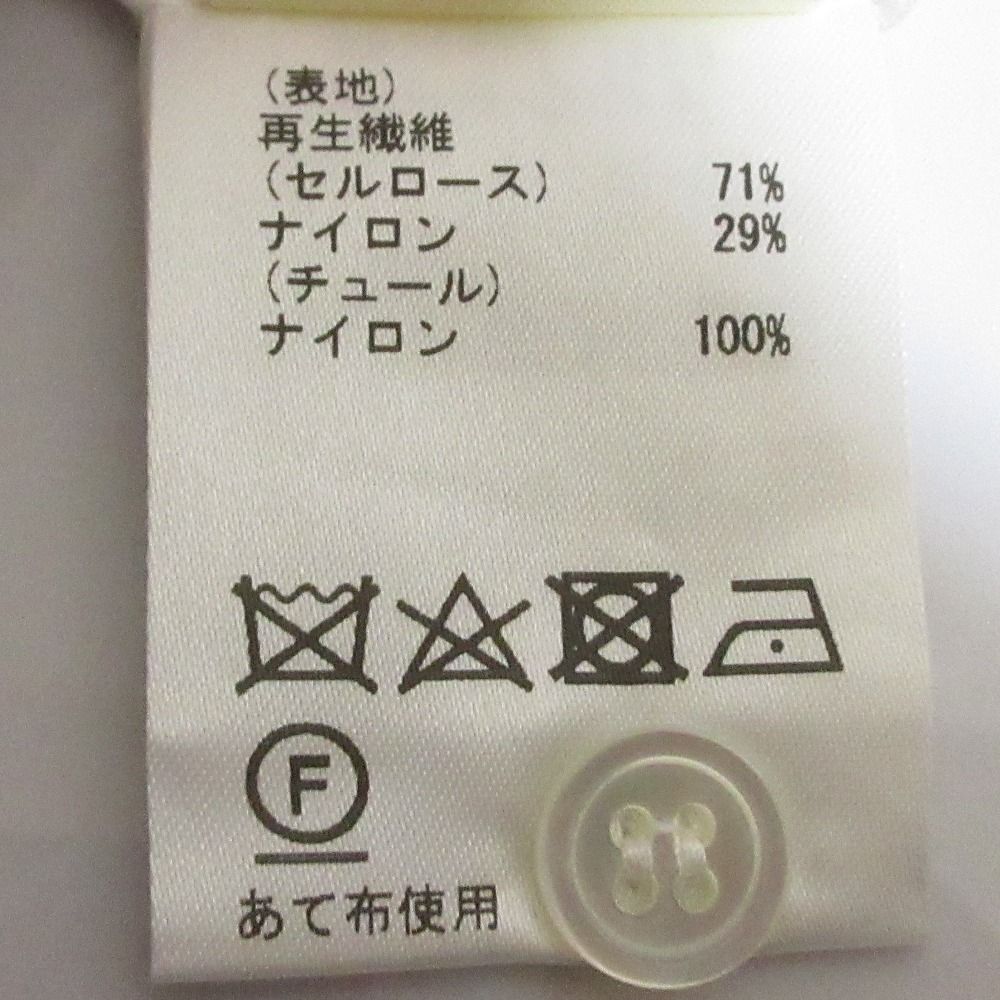 (表地)
再生繊維
(セルロース) 71%
ナイロン 29%
(チュール)
ナイロン 100%
F
あて布使用